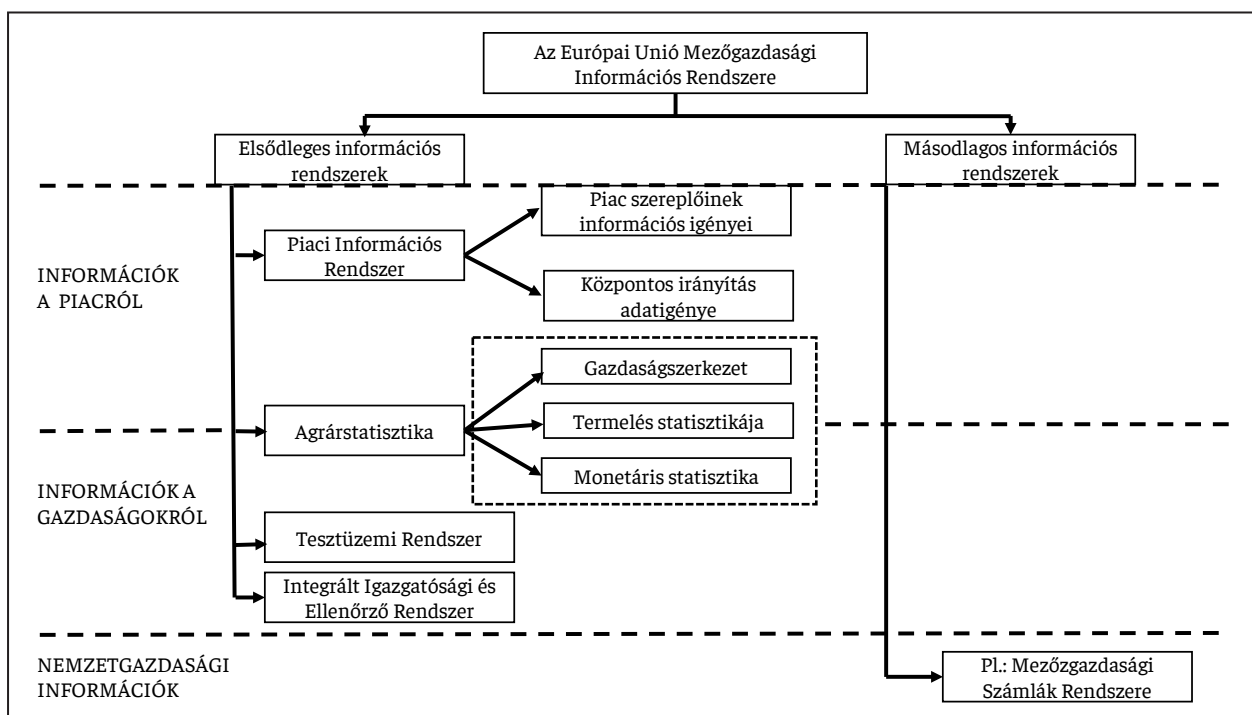 Az Európai Unió Mezőgazdasági
Információs Rendszere
Elsődleges információs
rendszerek
Másodlagos információs
rendszerek
INFORMÁCIÓK
A PIACRÓL
Piaci Információs
Rendszer
Piac szereplőinek
információs igényei
Központos irányítás
adatigénye
Agrárstatisztika
Gazdaságszerkezet
Termelés statisztikája
Monetáris statisztika
INFORMÁCIÓK A
GAZDASÁGOKRÓL
Tesztüzemi Rendszer
Integrált Igazgatósági és
Ellenőrző Rendszer
NEMZETGAZDASÁGI
INFORMÁCIÓK
Pl.: Mezőzgazdasági
Számlák Rendszere